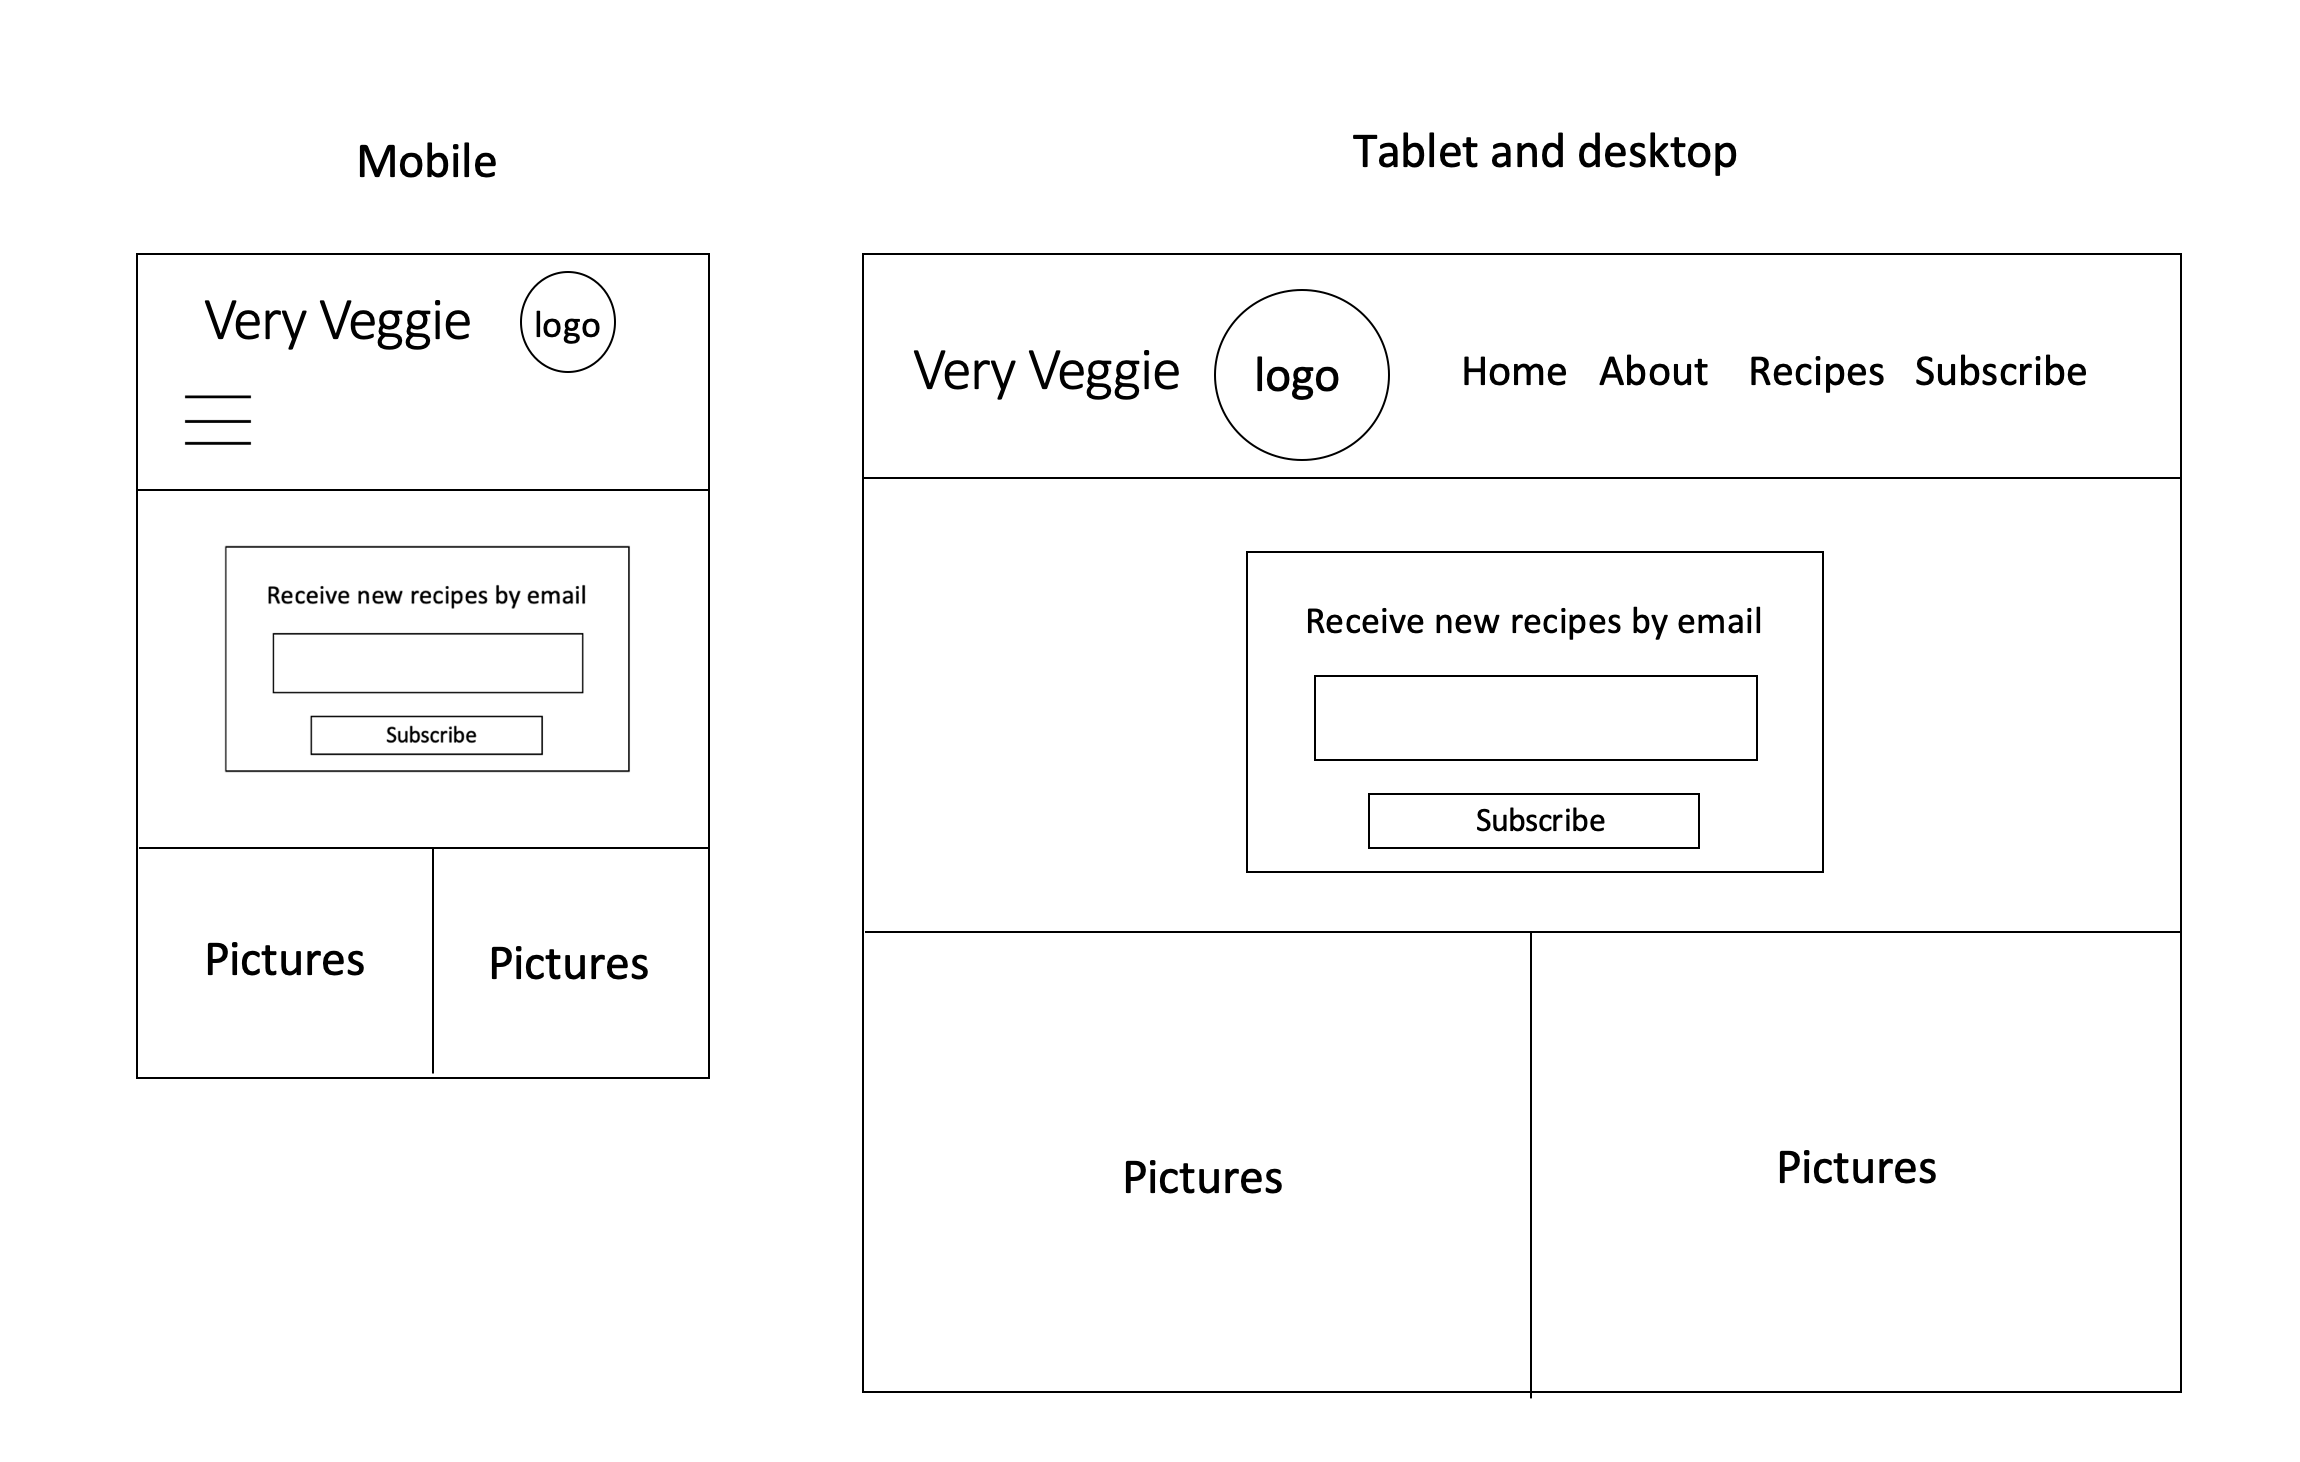 Mobile
Very Veggie logo
Receive new recipes by email
Subscribe
Pictures Pictures
Tablet and desktop
Very Veggie logo Home About Recipes Subscribe
Receive new recipes by email
Subscribe
Pictures Pictures